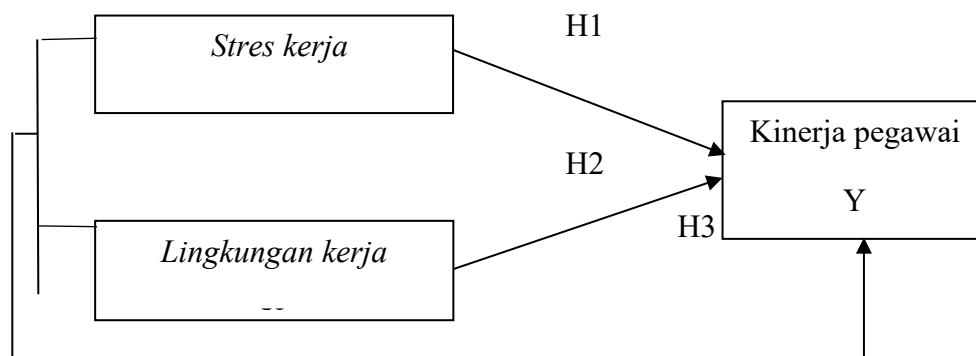 H1
Stres kerja
Kinerja pegawai
H2
Y
H3
Lingkungan kerja